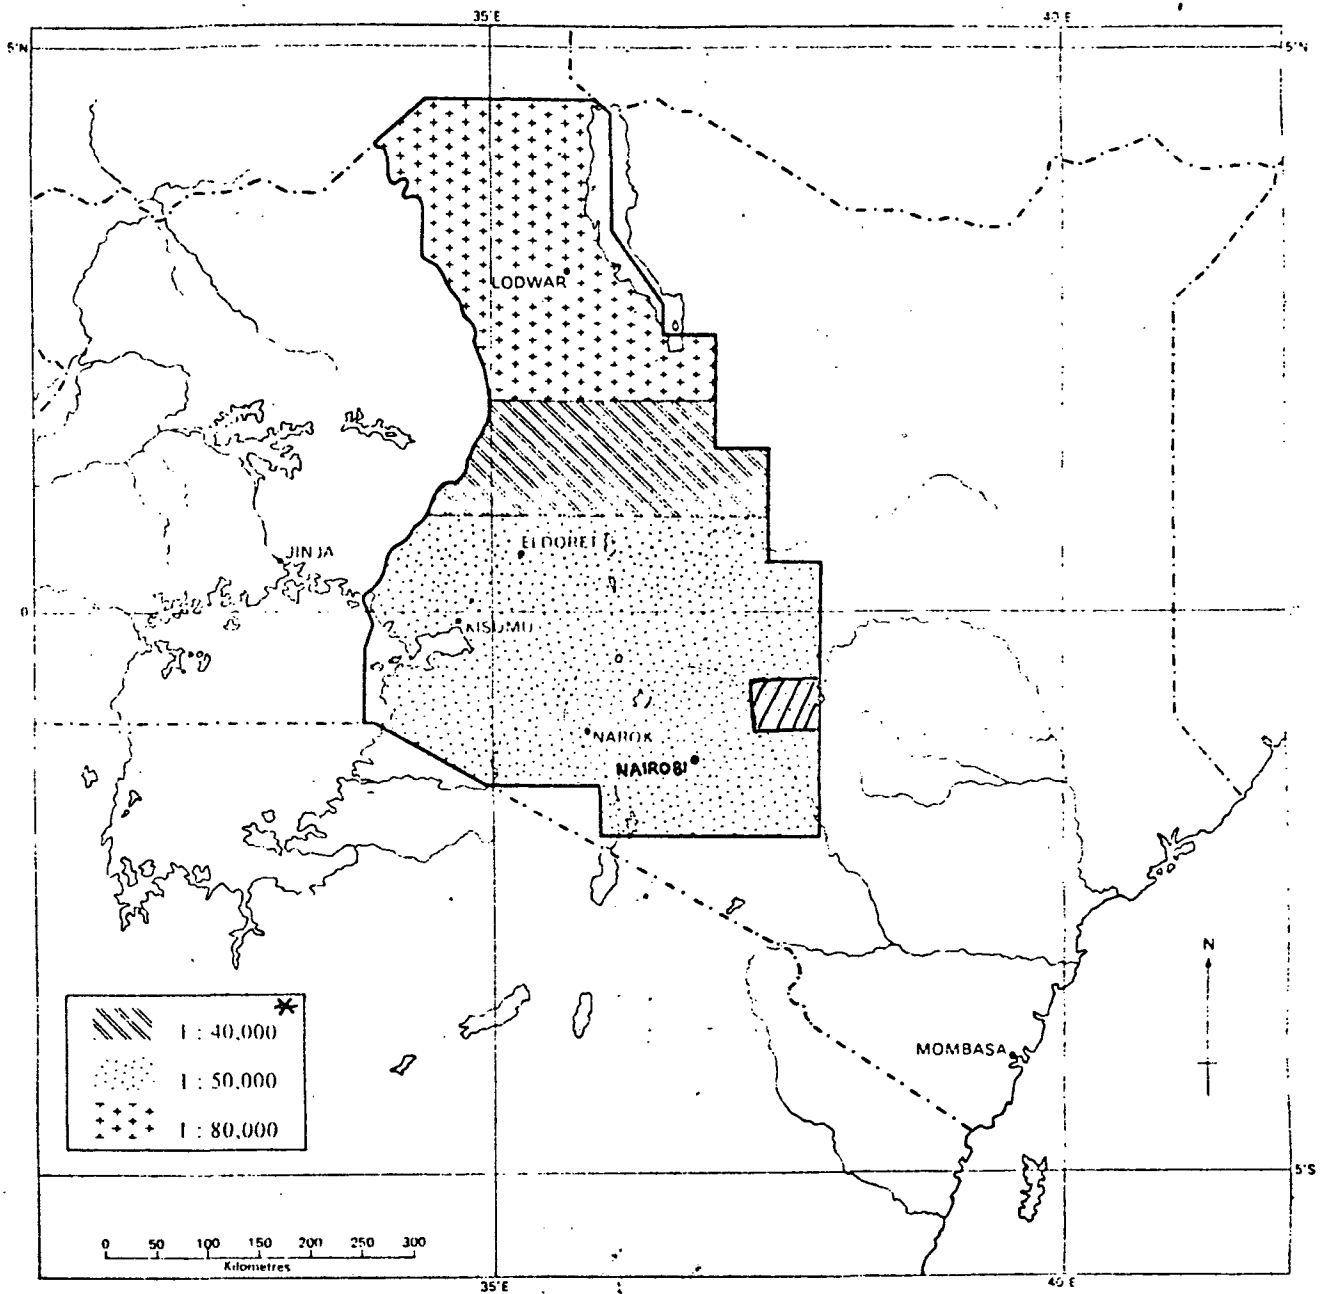 35°E 40°E
5°N 5°N
LODWAR
JINJA
ELDORET
0
KISUMU
NAROK
NAIROBI
N
MOMBASA
1 : 40,000
1 : 50,000
1 : 80,000
5°S
0 50 100 150 200 250 300
Kilometres
35°E 40°E